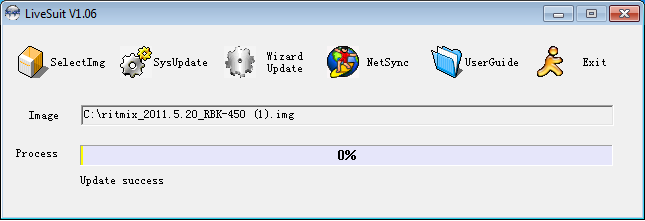 LiveSuit V1.06
SelectImg SysUpdate Wizard Update NetSync UserGuide Exit
Image C:\ritmix_2011.5.20_RBK-450 (1).img
Process 0%
Update success